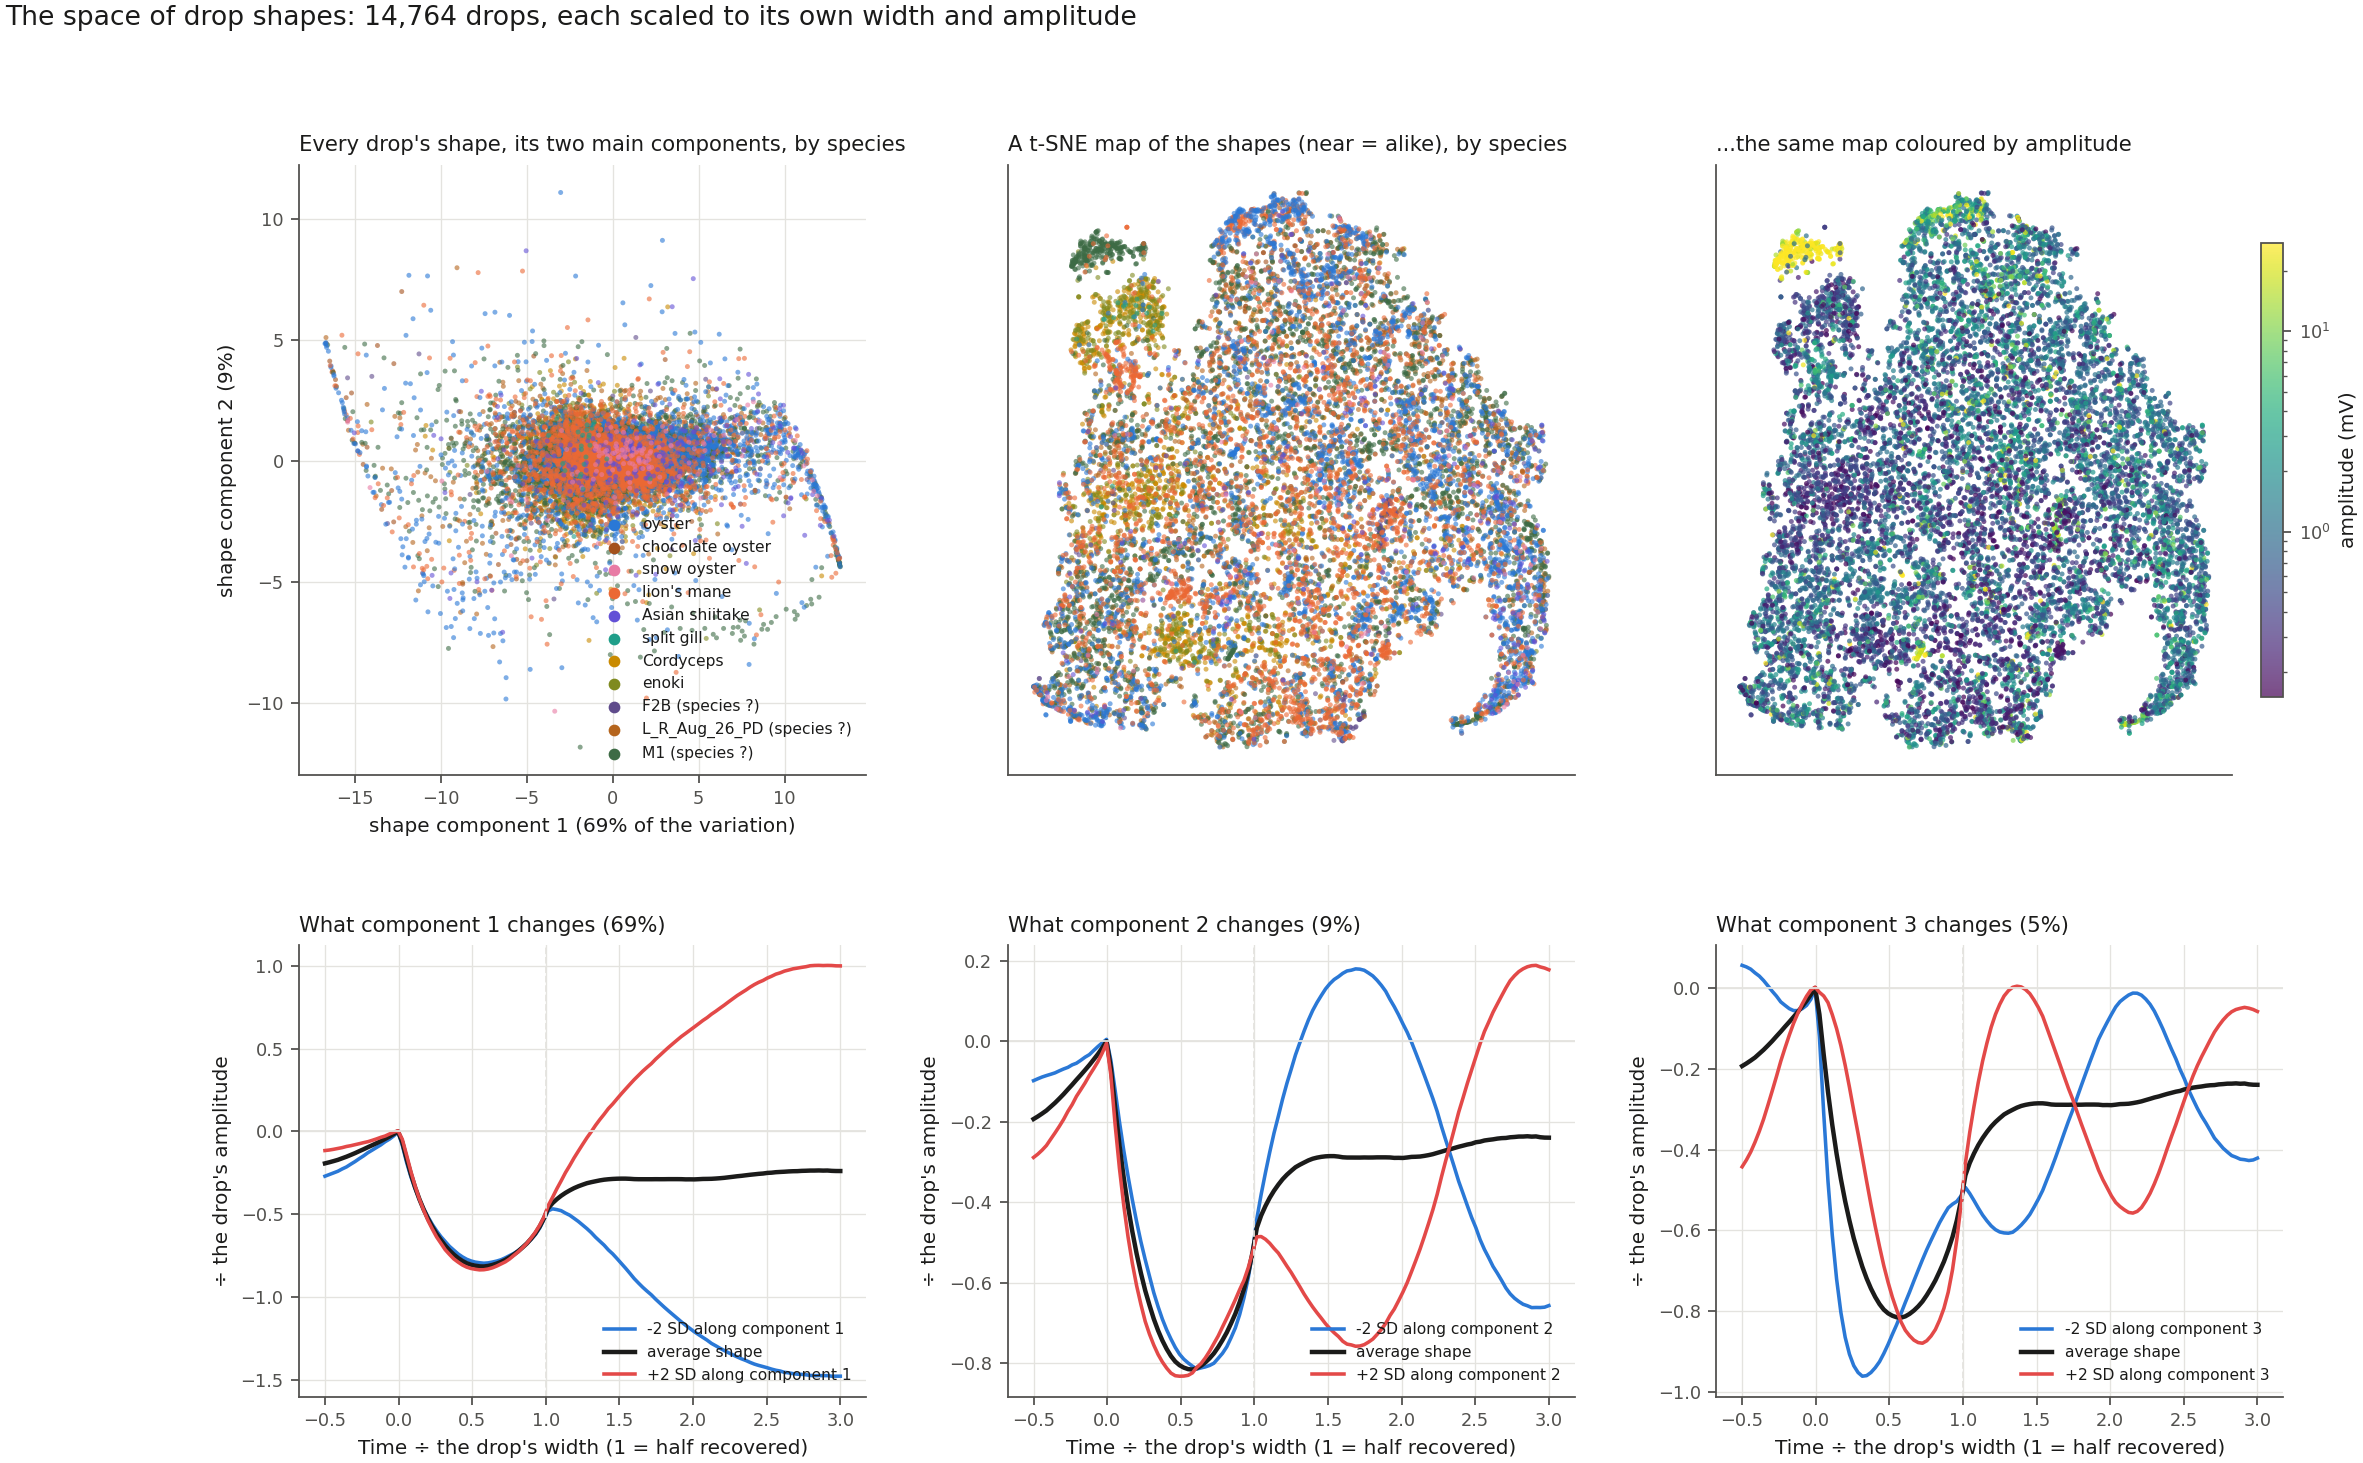 The space of drop shapes: 14,764 drops, each scaled to its own width and amplitude
Every drop's shape, its two main components, by species
shape component 2 (9%)
10
5
0
−5
−10
oyster
chocolate oyster
snow oyster
lion's mane
Asian shiitake
split gill
Cordyceps
enoki
F2B (species ?)
L_R_Aug_26_PD (species ?)
M1 (species ?)
−15
−10
−5
0
5
10
shape component 1 (69% of the variation)
A t-SNE map of the shapes (near = alike), by species
...the same map coloured by amplitude
10¹
10⁰
amplitude (mV)
What component 1 changes (69%)
÷ the drop's amplitude
1.0
0.5
0.0
−0.5
−1.0
−1.5
-2 SD along component 1
average shape
+2 SD along component 1
−0.5
0.0
0.5
1.0
1.5
2.0
2.5
3.0
Time ÷ the drop's width (1 = half recovered)
What component 2 changes (9%)
÷ the drop's amplitude
0.2
0.0
−0.2
−0.4
−0.6
−0.8
-2 SD along component 2
average shape
+2 SD along component 2
−0.5
0.0
0.5
1.0
1.5
2.0
2.5
3.0
Time ÷ the drop's width (1 = half recovered)
What component 3 changes (5%)
÷ the drop's amplitude
0.0
−0.2
−0.4
−0.6
−0.8
−1.0
-2 SD along component 3
average shape
+2 SD along component 3
−0.5
0.0
0.5
1.0
1.5
2.0
2.5
3.0
Time ÷ the drop's width (1 = half recovered)